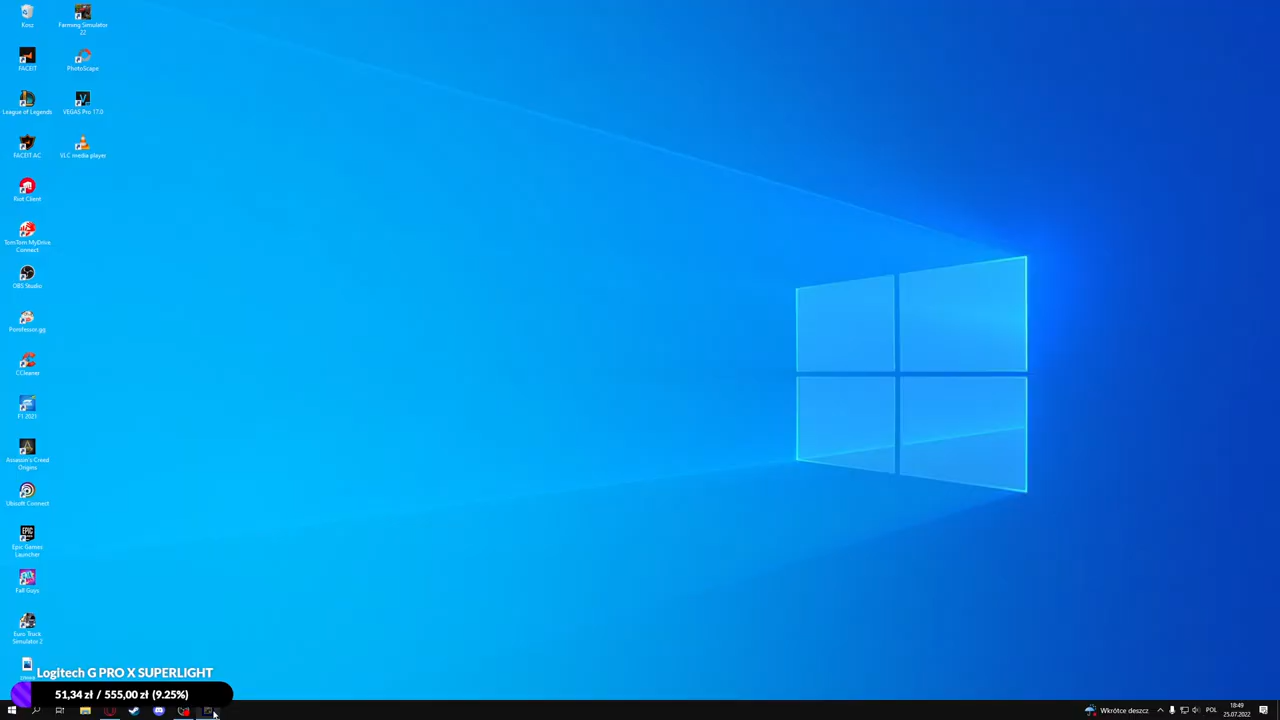 Kosz
Farming Simulator
22
FACEIT
PhotoScape
League of Legends
VEGAS Pro 17.0
FACEIT AC
VLC media player
Riot Client
TomTom MyDrive
Connect
OBS Studio
Porofessor.gg
CCleaner
F1 2021
Assassin's Creed
Origins
Ubisoft Connect
EPIC
GAMES
Epic Games
Launcher
Fall Guys
Euro Truck
Simulator 2
Logitech G PRO X SUPERLIGHT
51,34 zł / 555,00 zł (9.25%)
Wkrótce deszcz
POL
18:49
25.07.2022